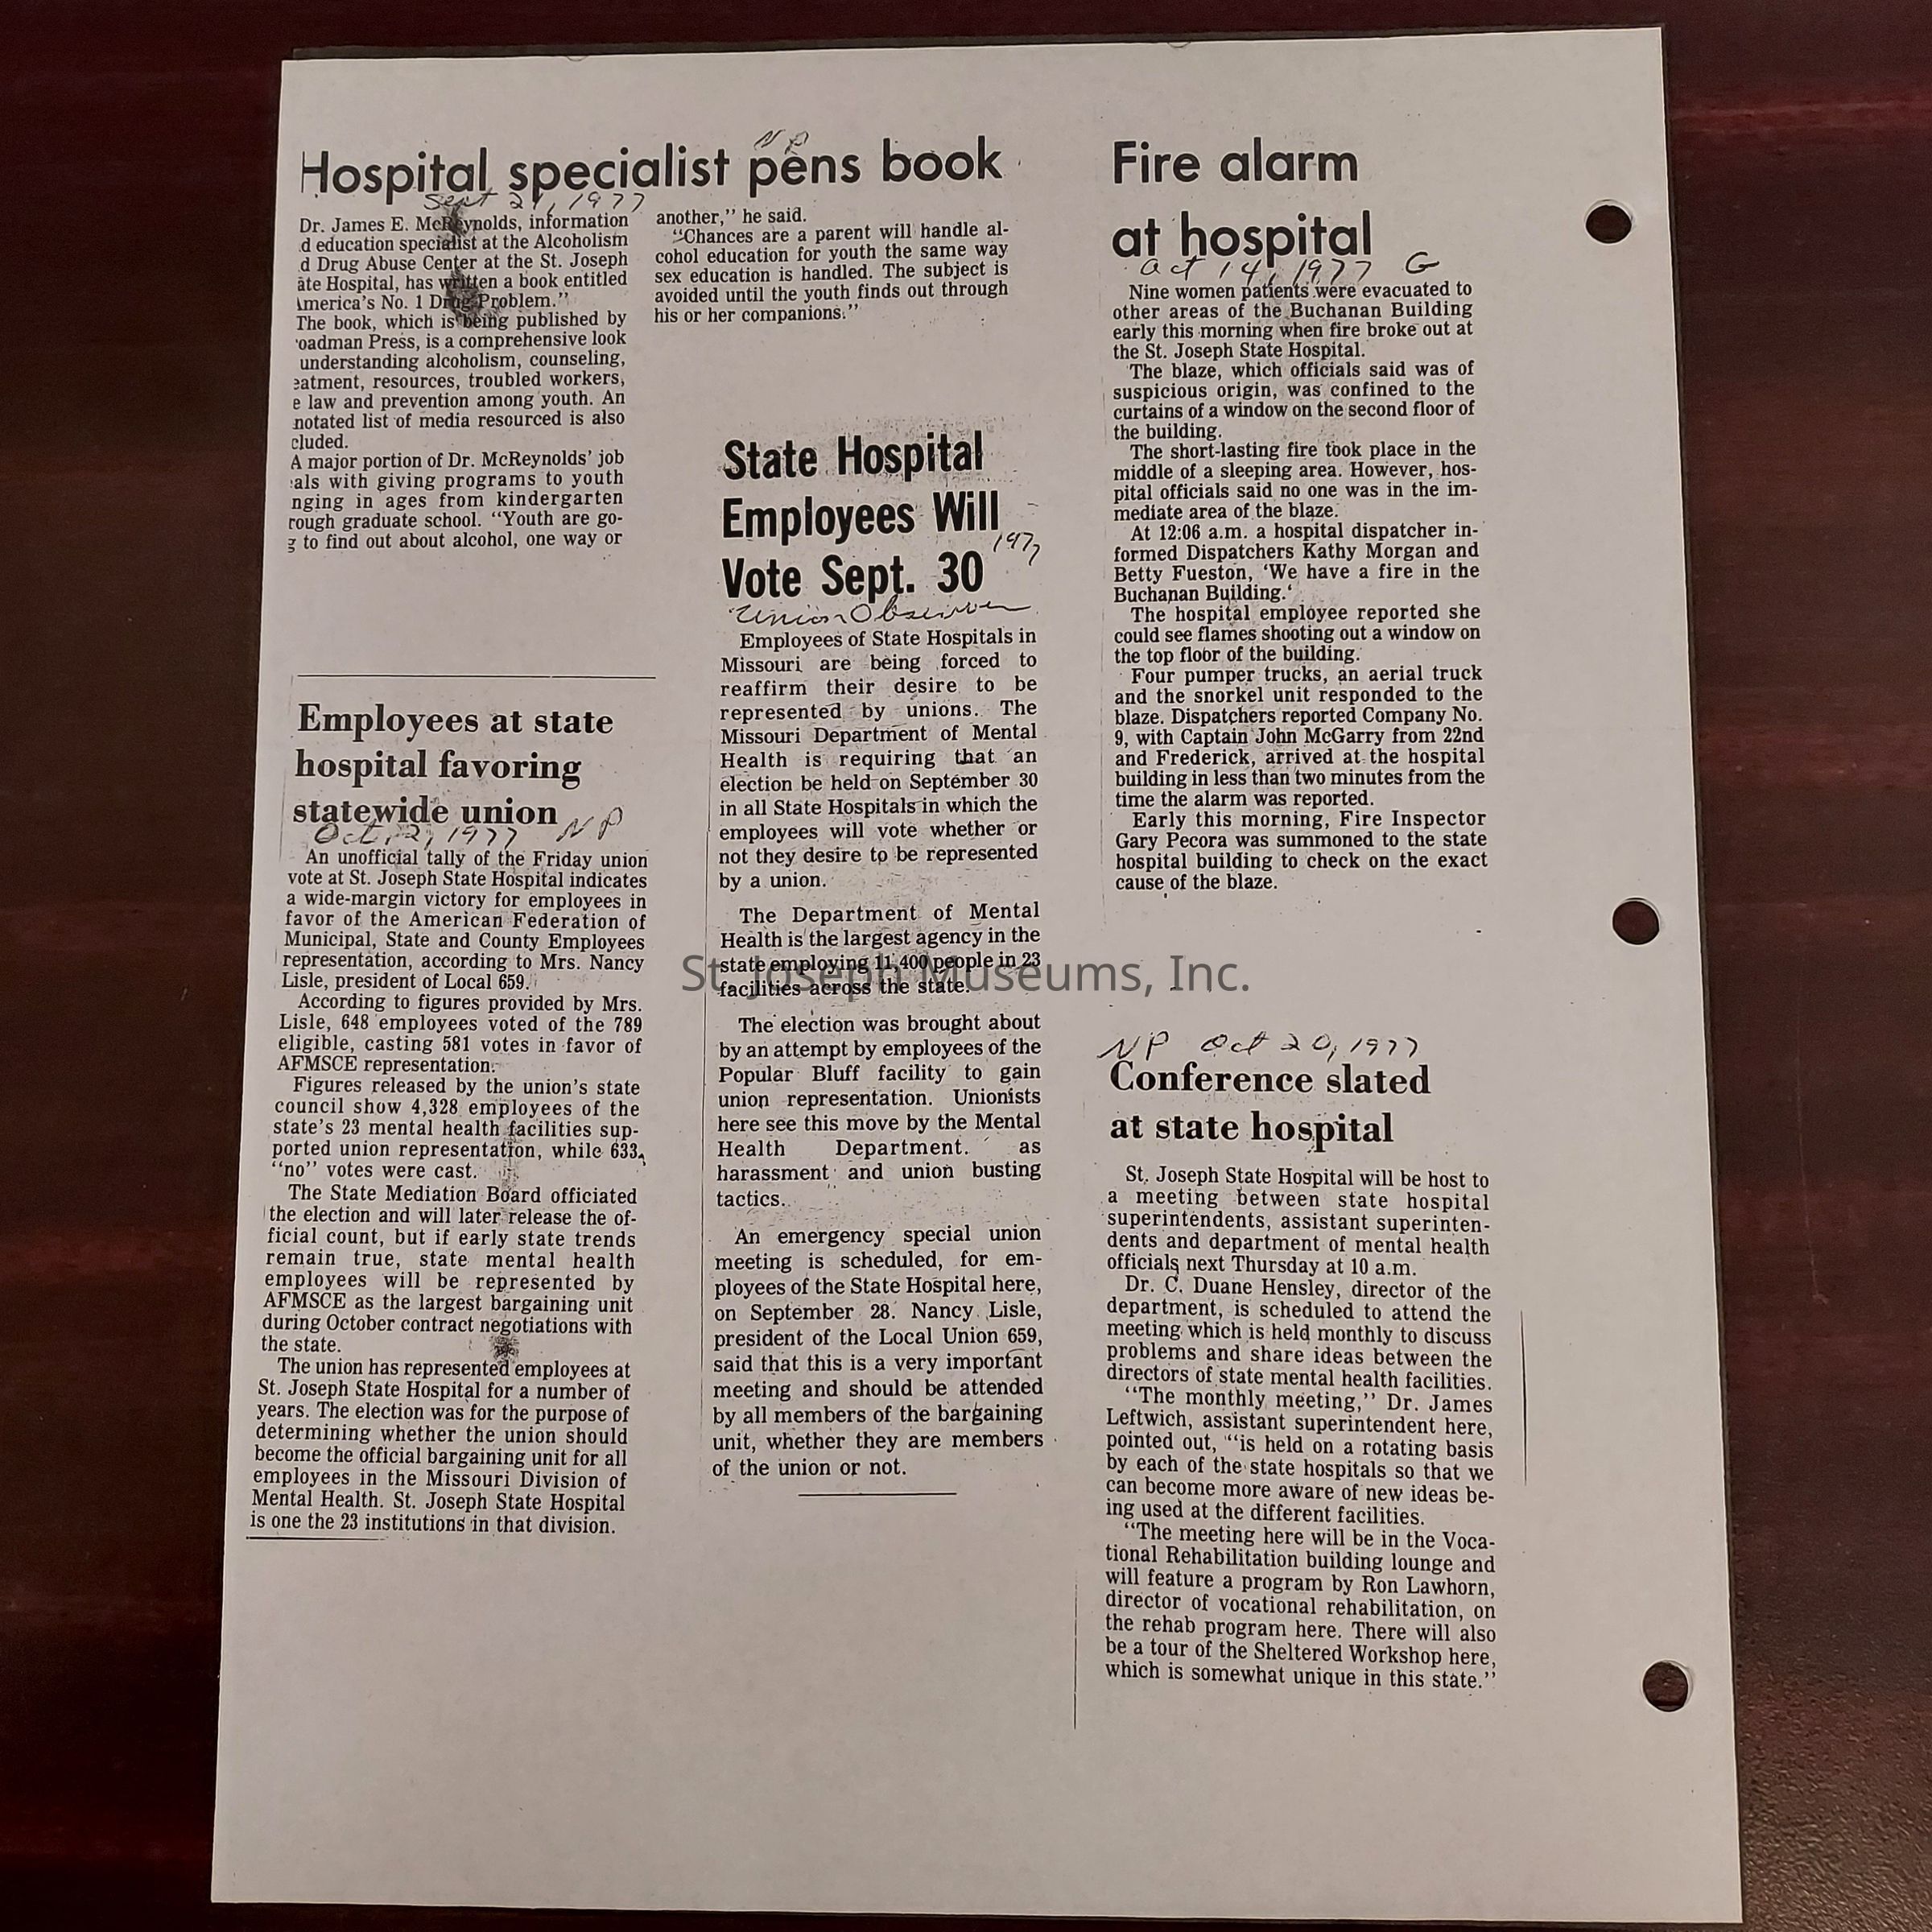 NP
Hospital specialist pens book
Sept 21, 1977
Dr. James E. McReynolds, information
d education specialist at the Alcoholism
d Drug Abuse Center at the St. Joseph
ate Hospital, has written a book entitled
America's No. 1 Drug Problem."
The book, which is being published by
oadman Press, is a comprehensive look
understanding alcoholism, counseling,
eatment, resources, troubled workers,
e law and prevention among youth. An
notated list of media resourced is also
cluded.
A major portion of Dr. McReynolds' job
als with giving programs to youth
nging in ages from kindergarten
rough graduate school. "Youth are go-
g to find out about alcohol, one way or
another," he said.
"Chances are a parent will handle al-
cohol education for youth the same way
sex education is handled. The subject is
avoided until the youth finds out through
his or her companions."
Employees at state
hospital favoring
statewide union
Oct. 2, 1977 NP
An unofficial tally of the Friday union
vote at St. Joseph State Hospital indicates
a wide-margin victory for employees in
favor of the American Federation of
Municipal, State and County Employees
representation, according to Mrs. Nancy
Lisle, president of Local 659.
According to figures provided by Mrs.
Lisle, 648 employees voted of the 789
eligible, casting 581 votes in favor of
AFMSCE representation.
Figures released by the union's state
council show 4,328 employees of the
state's 23 mental health facilities sup-
ported union representation, while 633
"no" votes were cast.
The State Mediation Board officiated
the election and will later release the of-
ficial count, but if early state trends
remain true, state mental health
employees will be represented by
AFMSCE as the largest bargaining unit
during October contract negotiations with
the state.
The union has represented employees at
St. Joseph State Hospital for a number of
years. The election was for the purpose of
determining whether the union should
become the official bargaining unit for all
employees in the Missouri Division of
Mental Health. St. Joseph State Hospital
is one the 23 institutions in that division.
State Hospital
Employees Will
Vote Sept. 30
1977
Union Observer
Employees of State Hospitals in
Missouri are being forced to
reaffirm their desire to be
represented by unions. The
Missouri Department of Mental
Health is requiring that an
election be held on September 30
in all State Hospitals in which the
employees will vote whether or
not they desire to be represented
by a union.
The Department of Mental
Health is the largest agency in the
state employing 11,400 people in 23
facilities across the state.
The election was brought about
by an attempt by employees of the
Popular Bluff facility to gain
union representation. Unionists
here see this move by the Mental
Health Department. as
harassment and union busting
tactics.
An emergency special union
meeting is scheduled, for em-
ployees of the State Hospital here,
on September 28. Nancy Lisle,
president of the Local Union 659,
said that this is a very important
meeting and should be attended
by all members of the bargaining
unit, whether they are members
of the union or not.
Fire alarm
at hospital
Oct 14, 1977 G
Nine women patients were evacuated to
other areas of the Buchanan Building
early this morning when fire broke out at
the St. Joseph State Hospital.
The blaze, which officials said was of
suspicious origin, was confined to the
curtains of a window on the second floor of
the building.
The short-lasting fire took place in the
middle of a sleeping area. However, hos-
pital officials said no one was in the im-
mediate area of the blaze.
At 12:06 a.m. a hospital dispatcher in-
formed Dispatchers Kathy Morgan and
Betty Fueston, 'We have a fire in the
Buchanan Building.'
The hospital employee reported she
could see flames shooting out a window on
the top floor of the building.
Four pumper trucks, an aerial truck
and the snorkel unit responded to the
blaze. Dispatchers reported Company No.
9, with Captain John McGarry from 22nd
and Frederick, arrived at the hospital
building in less than two minutes from the
time the alarm was reported.
Early this morning, Fire Inspector
Gary Pecora was summoned to the state
hospital building to check on the exact
cause of the blaze.
NP Oct 20, 1977
Conference slated
at state hospital
St. Joseph State Hospital will be host to
a meeting between state hospital
superintendents, assistant superinten-
dents and department of mental health
officials next Thursday at 10 a.m.
Dr. C. Duane Hensley, director of the
department, is scheduled to attend the
meeting which is held monthly to discuss
problems and share ideas between the
directors of state mental health facilities.
"The monthly meeting," Dr. James
Leftwich, assistant superintendent here,
pointed out, "is held on a rotating basis
by each of the state hospitals so that we
can become more aware of new ideas be-
ing used at the different facilities.
"The meeting here will be in the Voca-
tional Rehabilitation building lounge and
will feature a program by Ron Lawhorn,
director of vocational rehabilitation, on
the rehab program here. There will also
be a tour of the Sheltered Workshop here,
which is somewhat unique in this state."
St. Joseph Museums, Inc.